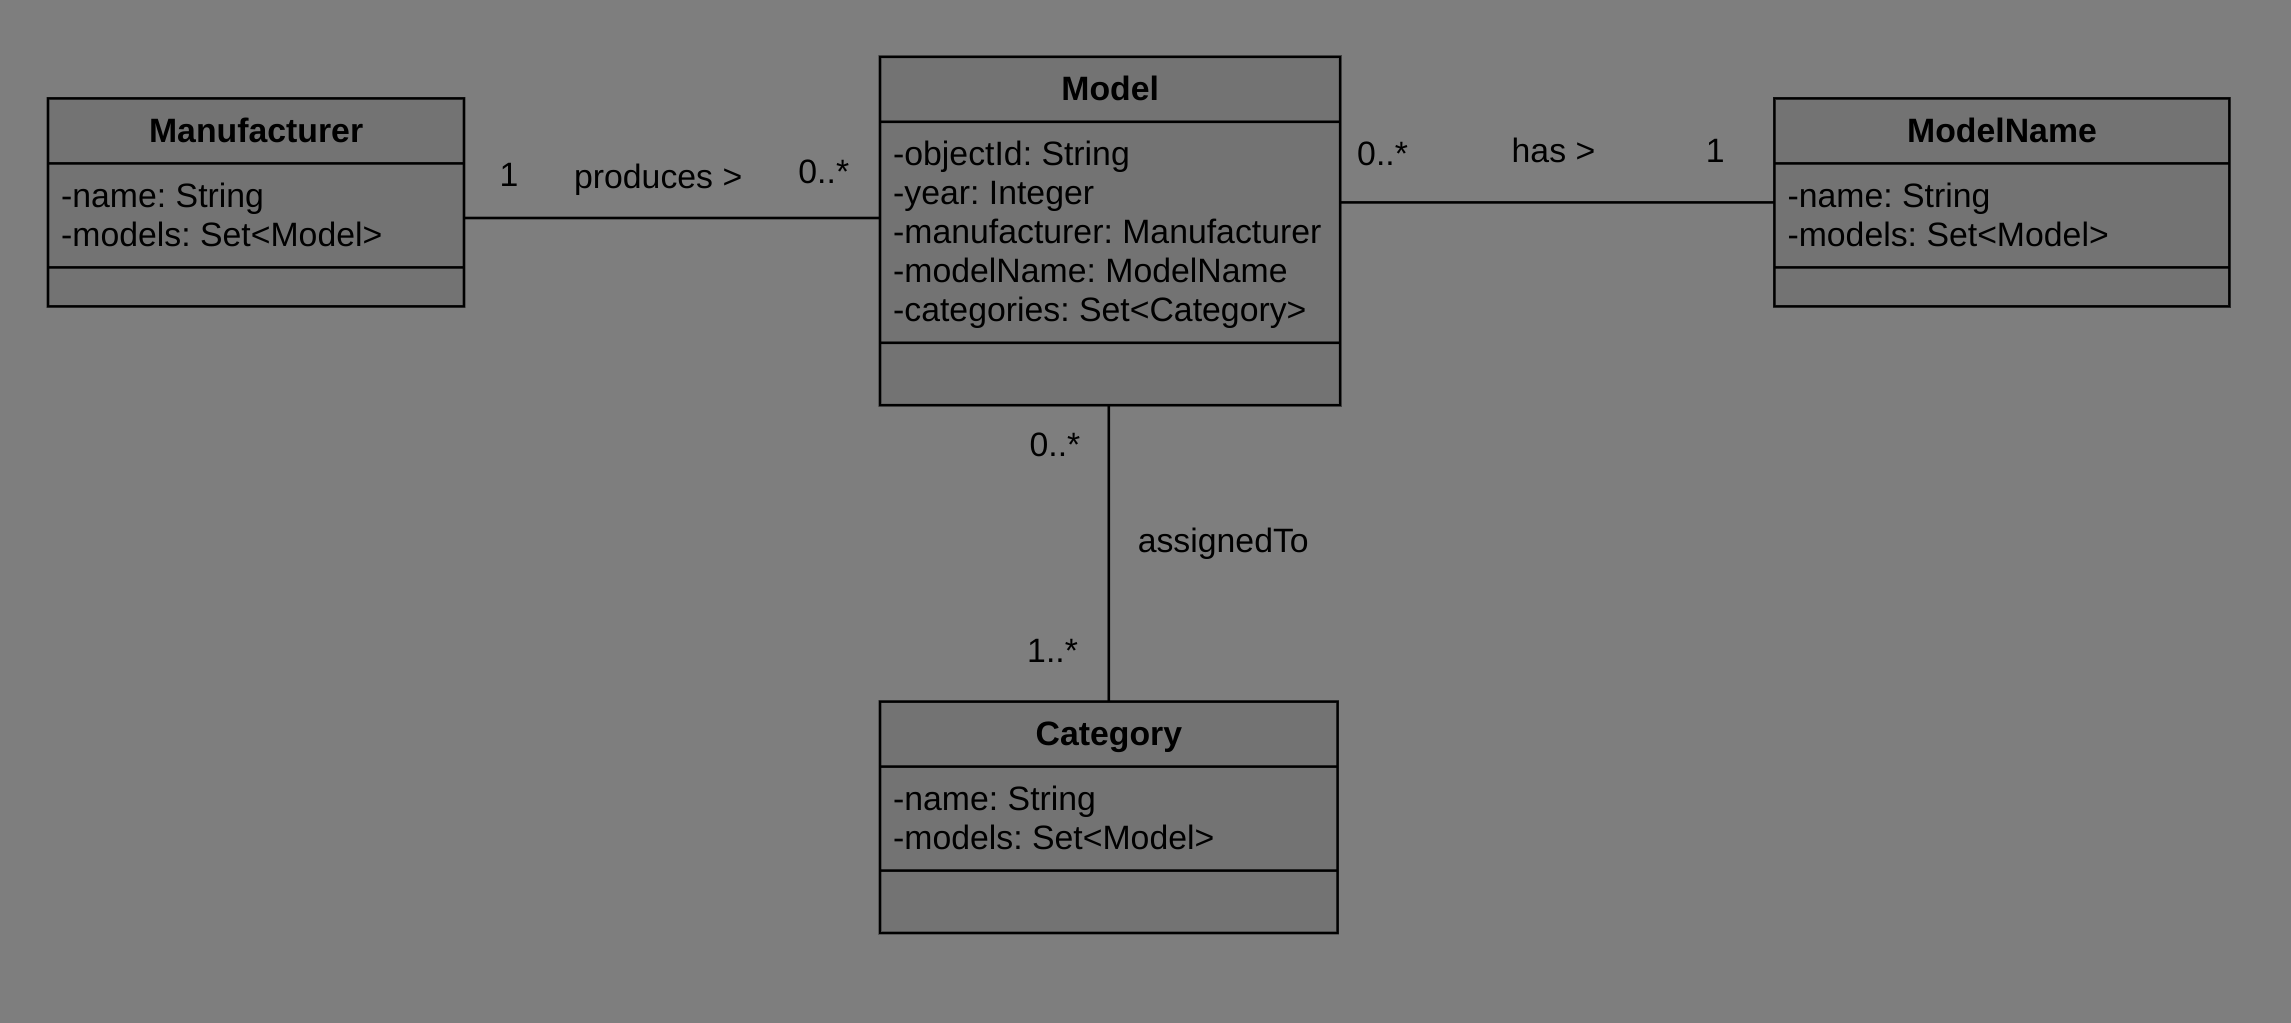 Manufacturer
-name: String
-models: Set<Model>
1
produces >
0..*
Model
-objectId: String
-year: Integer
-manufacturer: Manufacturer
-modelName: ModelName
-categories: Set<Category>
0..*
has >
1
ModelName
-name: String
-models: Set<Model>
0..*
assignedTo
1..*
Category
-name: String
-models: Set<Model>